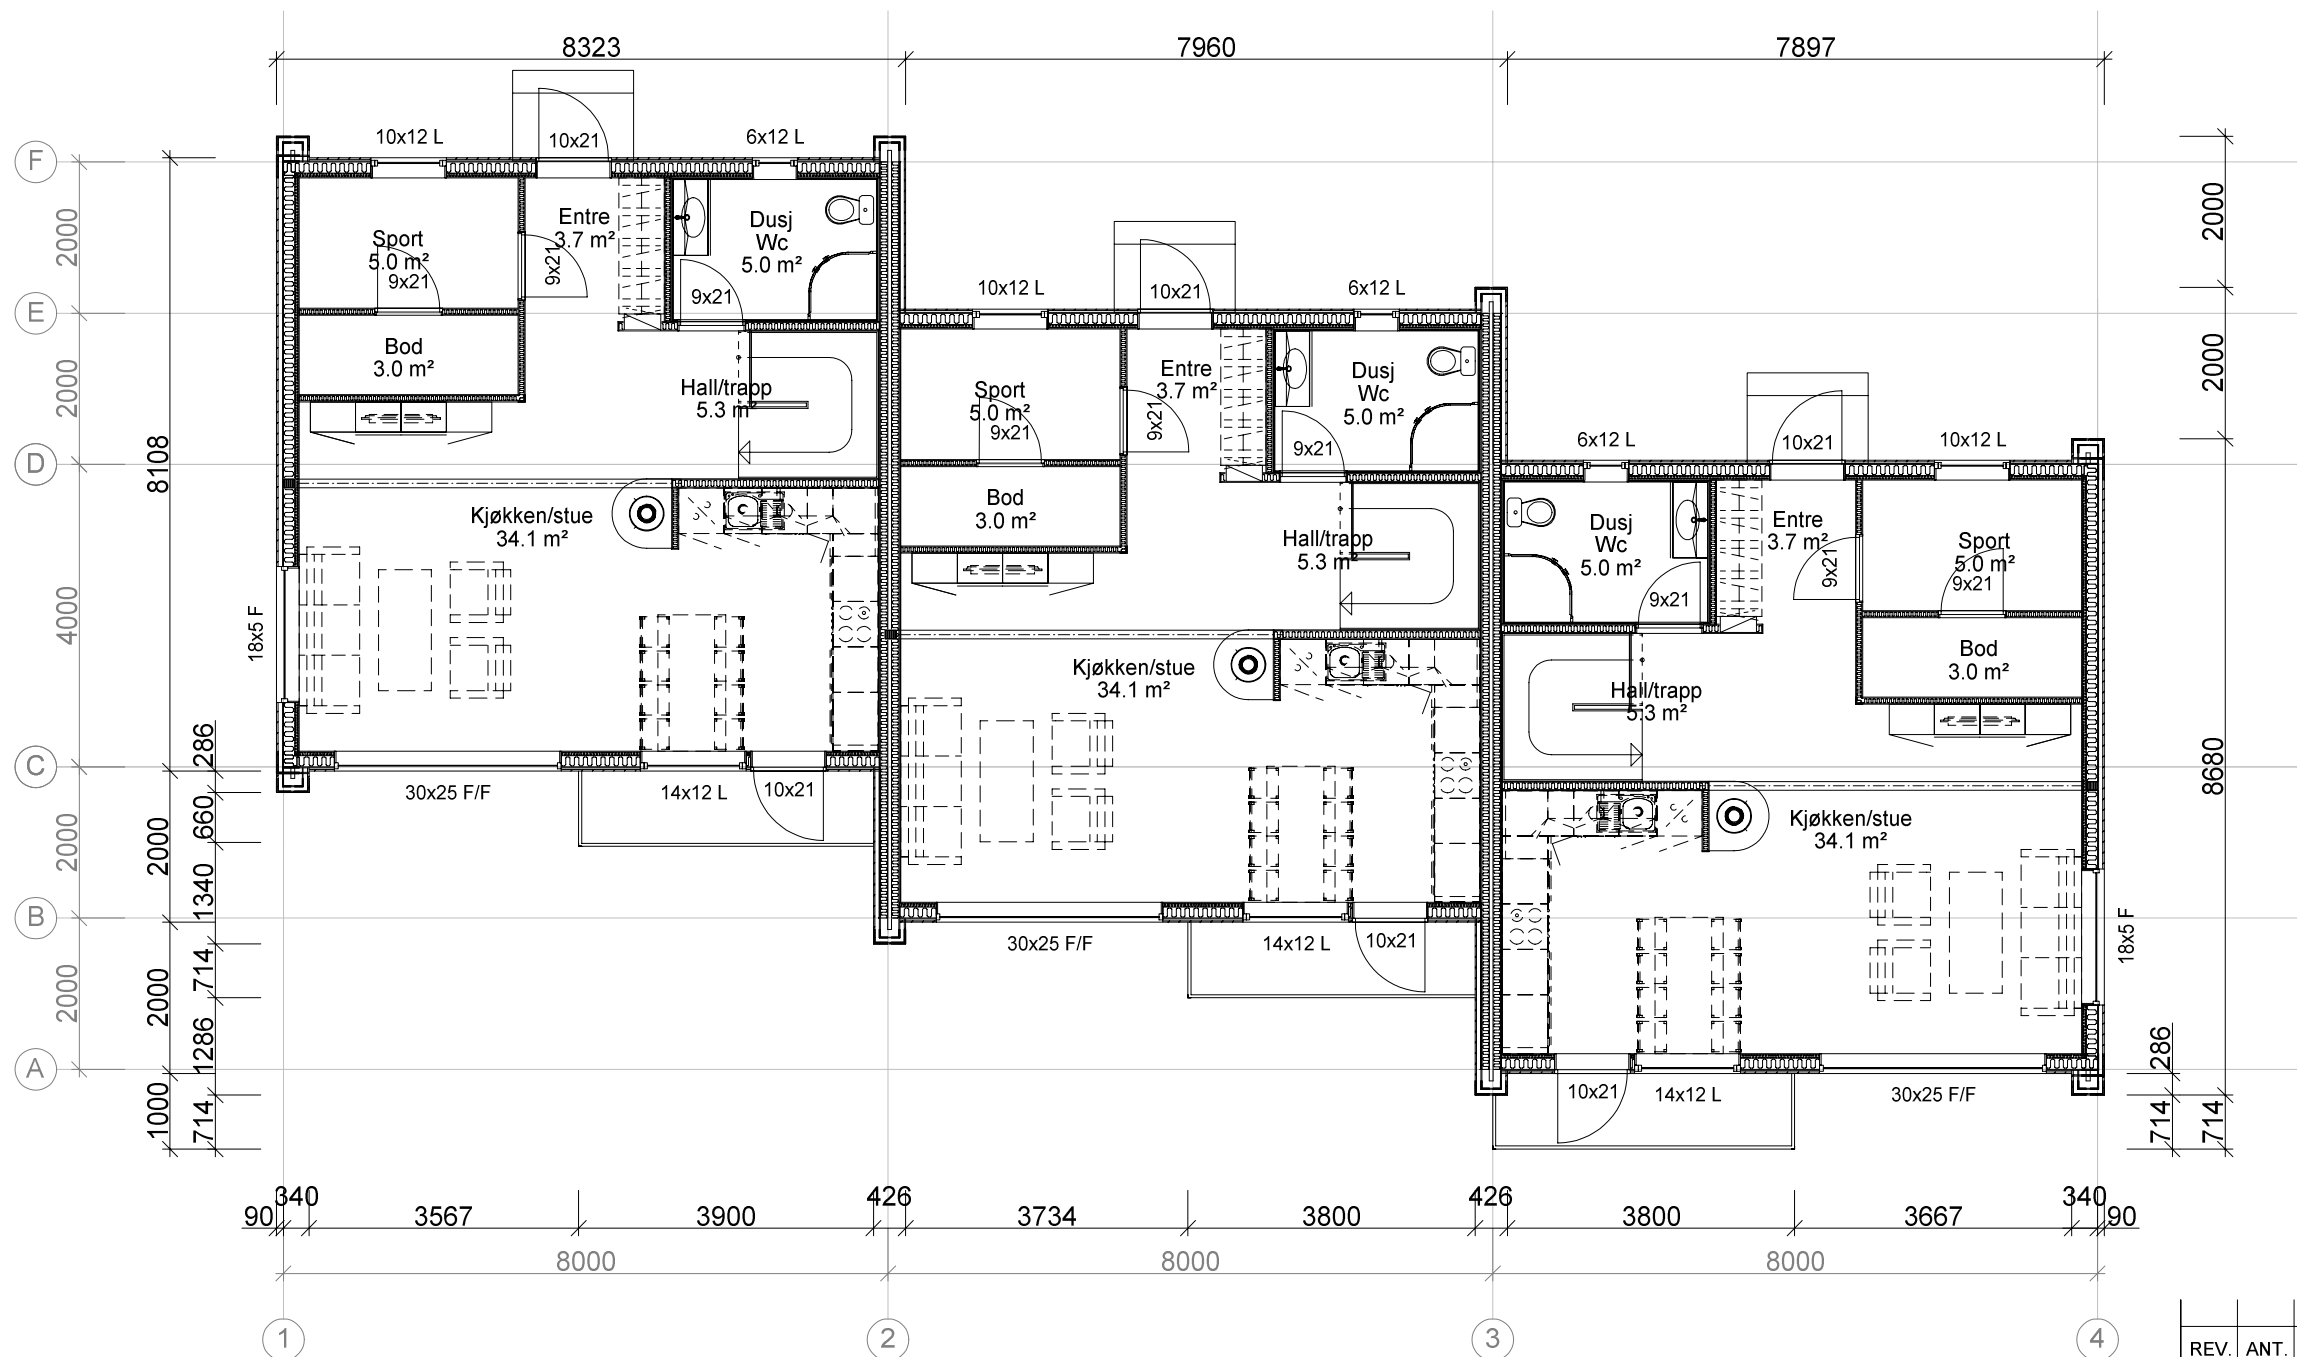 8323
7960
7897
10x12 L
10x21
6x12 L
F
2000
Entre
3.7 m²
Dusj
Wc
5.0 m²
Sport
5.0 m²
9x21
9x21
9x21
2000
10x12 L
10x21
6x12 L
E
Bod
3.0 m²
Hall/trapp
5.3 m²
2000
Entre
3.7 m²
Dusj
Wc
5.0 m²
Sport
5.0 m²
9x21
9x21
9x21
2000
6x12 L
10x21
10x12 L
D
8108
Bod
3.0 m²
Hall/trapp
5.3 m²
Kjøkken/stue
34.1 m²
Dusj
Wc
5.0 m²
Entre
3.7 m²
Sport
5.0 m²
9x21
9x21
9x21
4000
18x5 F
Kjøkken/stue
34.1 m²
Bod
3.0 m²
Hall/trapp
5.3 m²
286
C
8680
30x25 F/F
14x12 L
10x21
660
2000
2000
Kjøkken/stue
34.1 m²
1340
B
30x25 F/F
14x12 L
10x21
18x5 F
714
2000
2000
1286
286
A
10x21
14x12 L
30x25 F/F
1000
714
714
714
340
426
426
340
90
3567
3900
3734
3800
3800
3667
90
8000
8000
8000
1
2
3
4
REV.
ANT.